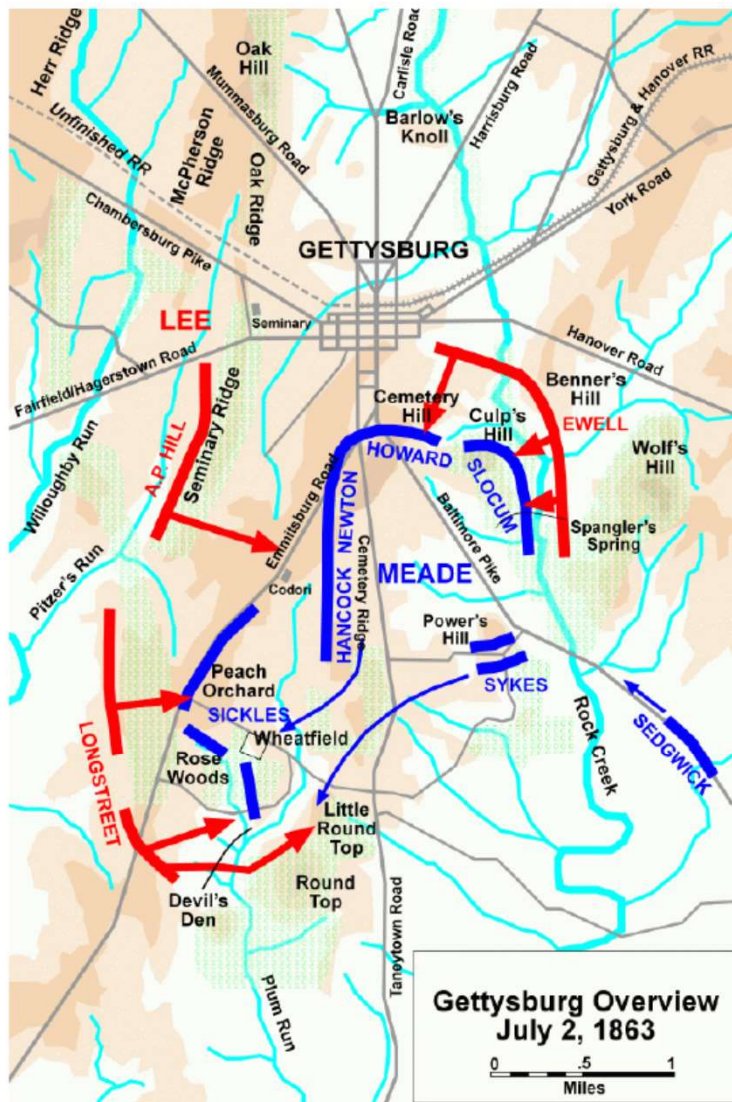 Herr Ridge
Oak
Hill
Mummasburg Road
Carlisle Road
Harrisburg Road
Gettysburg & Hanover RR
Barlow's
Knoll
Unfinished RR
McPherson
Ridge
Oak Ridge
York Road
Chambersburg Pike
GETTYSBURG
LEE
Seminary
Hanover Road
Fairfield/Hagerstown Road
Cemetery
Hill
Benner's
Hill
Culp's
Hill
EWELL
Willoughby Run
A.P. HILL
Seminary Ridge
HOWARD
SLOCUM
Wolf's
Hill
Emmitsburg Road
HANCOCK NEWTON
Cemetery Ridge
Baltimore Pike
Spangler's
Spring
Pitzer's Run
Codori
MEADE
Power's
Hill
Peach
Orchard
SICKLES
SYKES
Wheatfield
Rock Creek
SEDGWICK
LONGSTREET
Rose
Woods
Little
Round
Top
Devil's
Den
Round
Top
Taneytown Road
Plum Run
Gettysburg Overview
July 2, 1863
0 .5 1
Miles